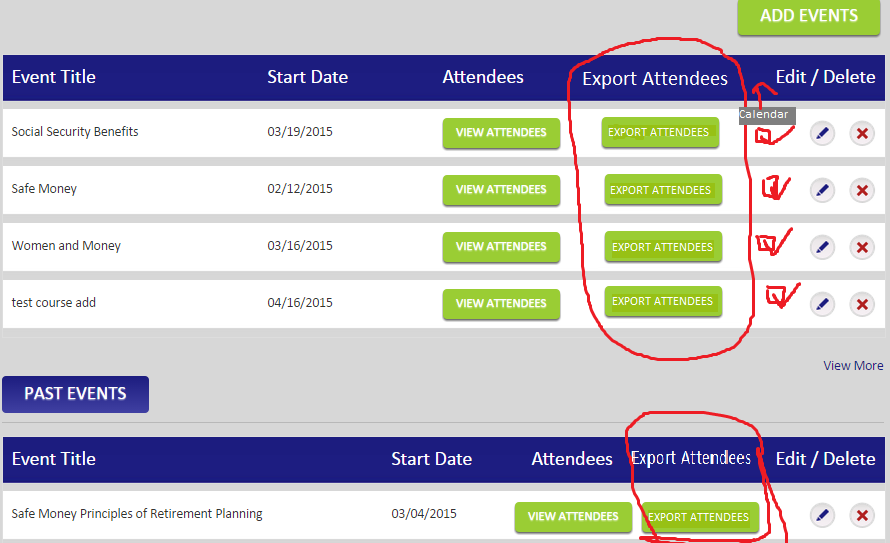 ADD EVENTS
Event Title Start Date Attendees Export Attendees Edit / Delete
Calendar
Social Security Benefits 03/19/2015 VIEW ATTENDEES EXPORT ATTENDEES
Safe Money 02/12/2015 VIEW ATTENDEES EXPORT ATTENDEES
Women and Money 03/16/2015 VIEW ATTENDEES EXPORT ATTENDEES
test course add 04/16/2015 VIEW ATTENDEES EXPORT ATTENDEES
View More
PAST EVENTS
Event Title Start Date Attendees Export Attendees Edit / Delete
Safe Money Principles of Retirement Planning 03/04/2015 VIEW ATTENDEES EXPORT ATTENDEES